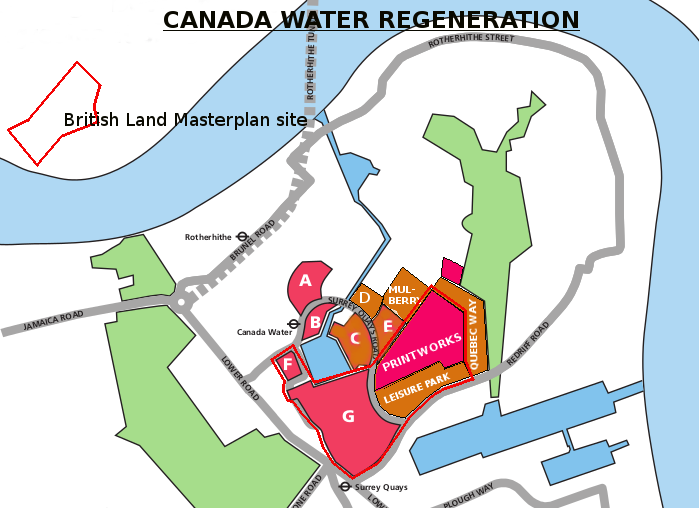 CANADA WATER REGENERATION
ROTHERHITHE STREET
ROTHERHITHE TU
British Land Masterplan site
Rotherhithe
BRUNEL ROAD
A
JAMAICA ROAD
D
MUL-
BERRY
SURREY QUAYS ROAD
B
Canada Water
C
E
QUEBEC WAY
PRINTWORKS
REDRIFF ROAD
F
LOWER ROAD
LEISURE PARK
G
Surrey Quays
ONE ROAD
LOW
PLOUGH WAY